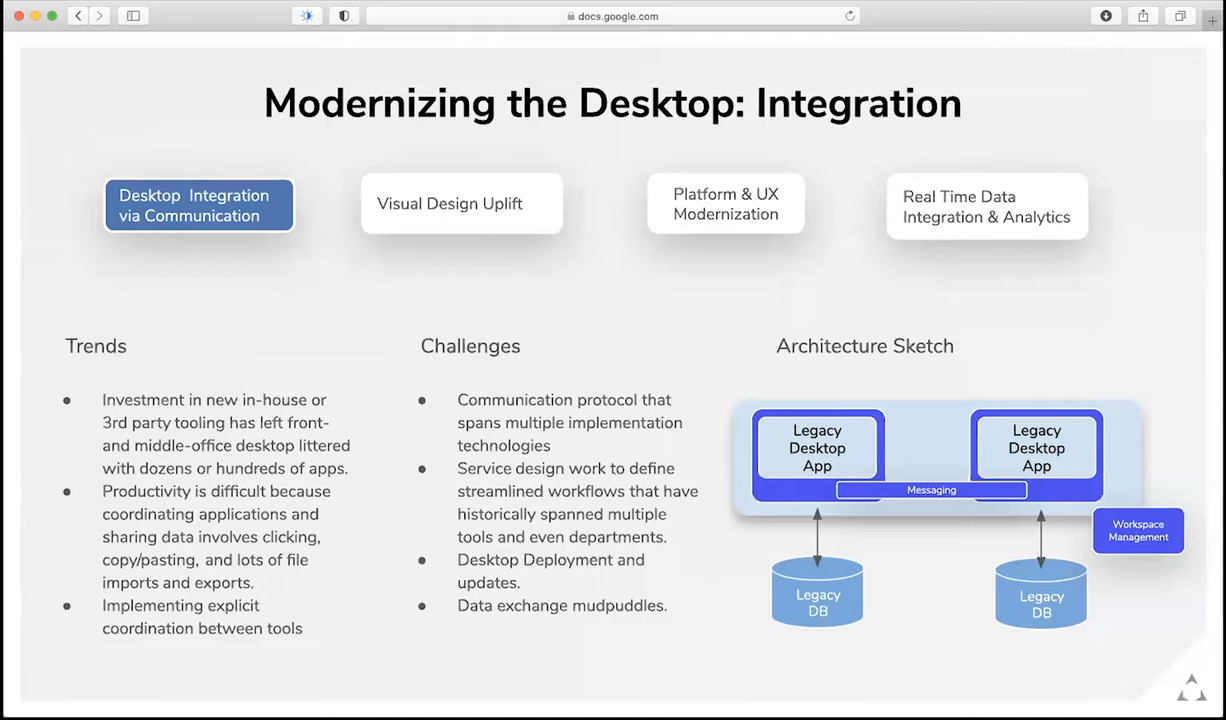 docs.google.com
Modernizing the Desktop: Integration
Desktop Integration
via Communication
Visual Design Uplift
Platform & UX
Modernization
Real Time Data
Integration & Analytics
Trends
Investment in new in-house or
3rd party tooling has left front-
and middle-office desktop littered
with dozens or hundreds of apps.
Productivity is difficult because
coordinating applications and
sharing data involves clicking,
copy/pasting, and lots of file
imports and exports.
Implementing explicit
coordination between tools
Challenges
Communication protocol that
spans multiple implementation
technologies
Service design work to define
streamlined workflows that have
historically spanned multiple
tools and even departments.
Desktop Deployment and
updates.
Data exchange mudpuddles.
Architecture Sketch
Legacy
Desktop
App
Legacy
Desktop
App
Messaging
Workspace
Management
Legacy
DB
Legacy
DB